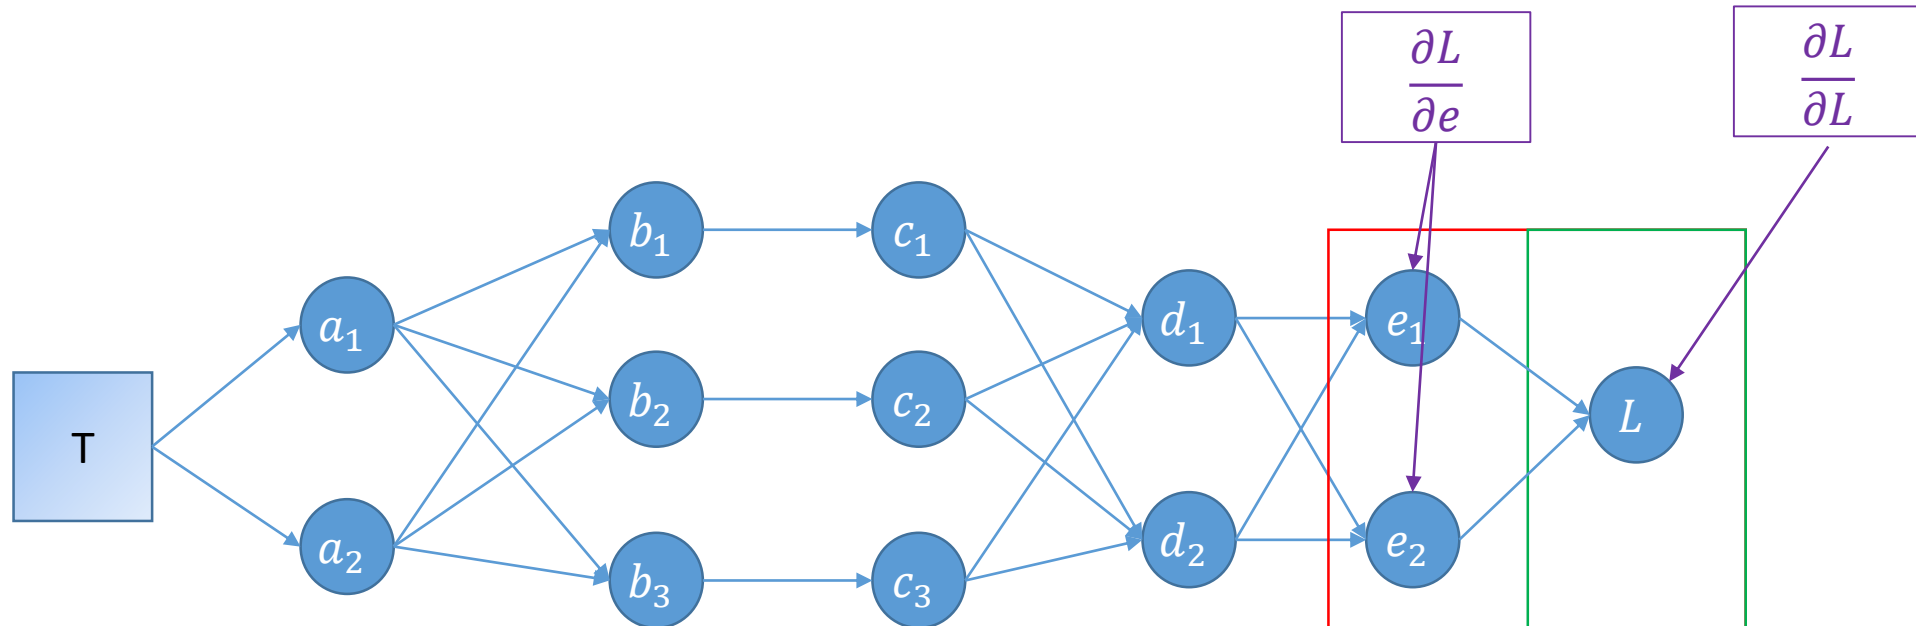 ∂L
∂e
∂L
∂L
b₁
c₁
a₁
d₁
e₁
T
b₂
c₂
L
a₂
b₃
c₃
d₂
e₂